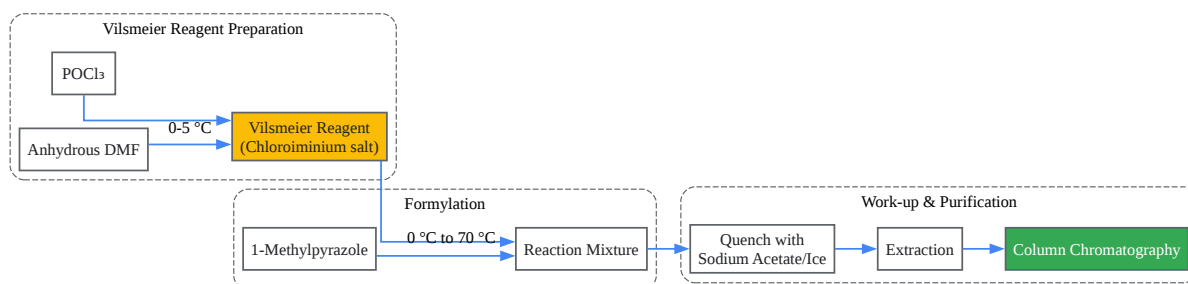 Vilsmeier Reagent Preparation
POCl₃
0-5 °C
Anhydrous DMF
Vilsmeier Reagent
(Chloroiminium salt)
Formylation
1-Methylpyrazole
0 °C to 70 °C
Reaction Mixture
Work-up & Purification
Quench with
Sodium Acetate/Ice
Extraction
Column Chromatography